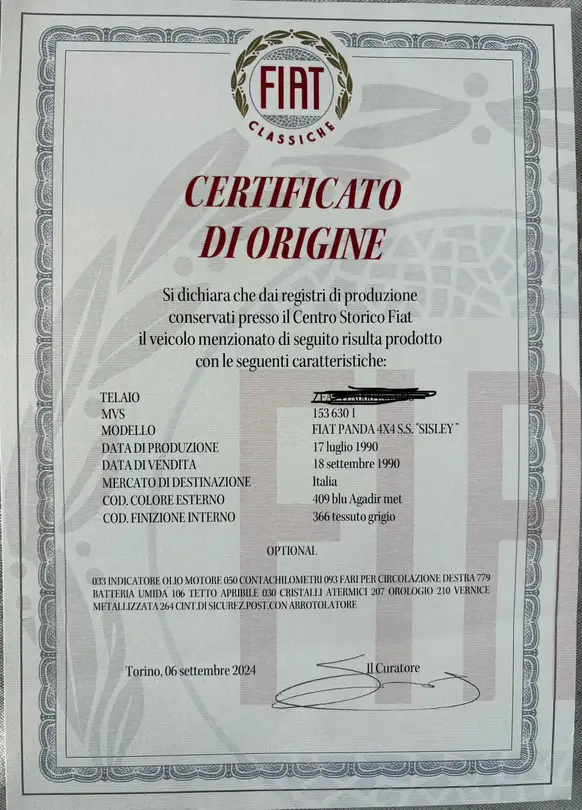 FIAT
CLASSICHE
CERTIFICATO
DI ORIGINE
Si dichiara che dai registri di produzione
conservati presso il Centro Storico Fiat
il veicolo menzionato di seguito risulta prodotto
con le seguenti caratteristiche:
TELAIO
MVS 153 630 1
MODELLO FIAT PANDA 4X4 S.S. "SISLEY"
DATA DI PRODUZIONE 17 luglio 1990
DATA DI VENDITA 18 settembre 1990
MERCATO DI DESTINAZIONE Italia
COD. COLORE ESTERNO 409 blu Agadir met
COD. FINIZIONE INTERNO 366 tessuto grigio
OPTIONAL
033 INDICATORE OLIO MOTORE 050 CONTACHILOMETRI 093 FARI PER CIRCOLAZIONE DESTRA 779
BATTERIA UMIDA 106 TETTO APRIBILE 030 CRISTALLI ATERMICI 207 OROLOGIO 210 VERNICE
METALLIZZATA 264 CINT.DI SICUREZ.POST.CON ARROTOLATORE
Torino, 06 settembre 2024 Il Curatore